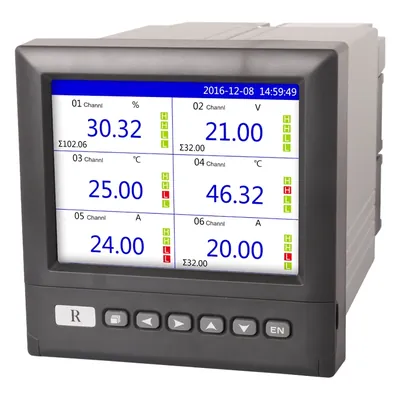 2016-12-08 14:59:49
01 Channl %
30.32
H
H
L
L
Σ102.06
02 Channl V
21.00
H
H
L
L
Σ32.00
03 Channl ℃
25.00
H
H
L
L
04 Channl ℃
46.32
H
H
L
L
05 Channl A
24.00
H
H
L
L
06 Channl A
20.00
H
H
L
L
Σ32.00
R
EN